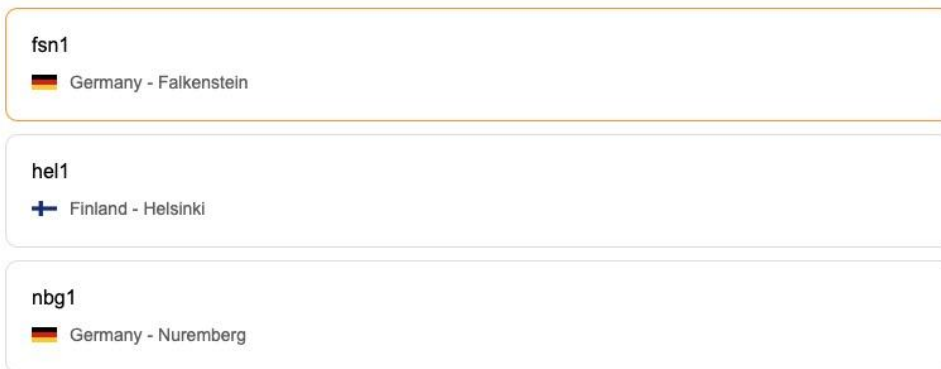 fsn1
Germany - Falkenstein
hel1
Finland - Helsinki
nbg1
Germany - Nuremberg